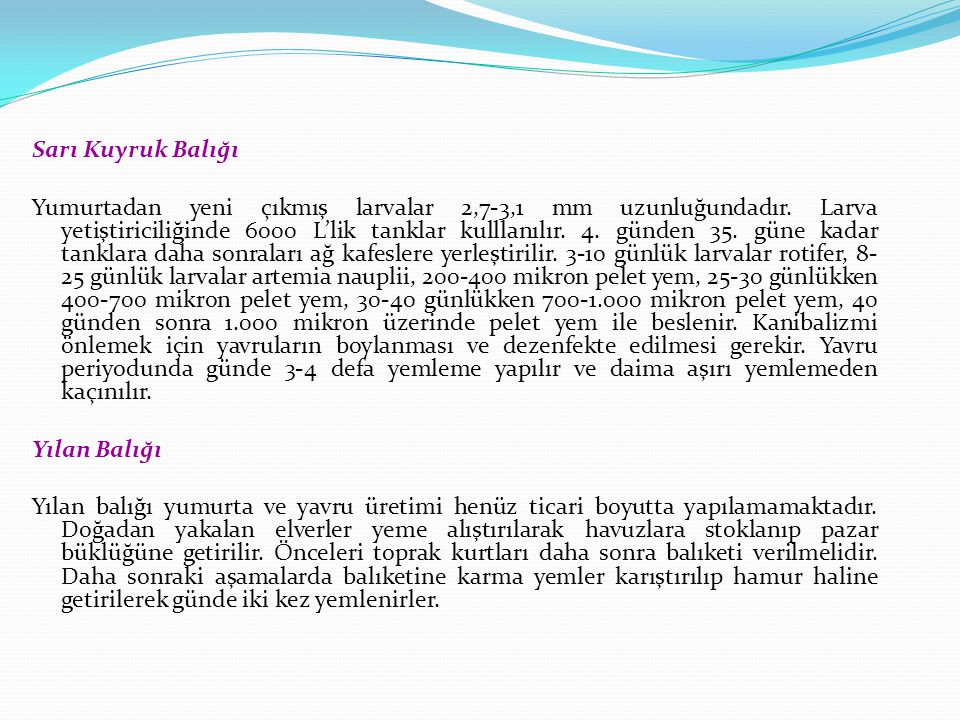 Sarı Kuyruk Balığı
Yumurtadan yeni çıkmış larvalar 2,7-3,1 mm uzunluğundadır. Larva
yetiştiriciliğinde 6000 L’lik tanklar kulllanılır. 4. günden 35. güne kadar
tanklara daha sonraları ağ kafeslere yerleştirilir. 3-10 günlük larvalar rotifer, 8-
25 günlük larvalar artemia nauplii, 200-400 mikron pelet yem, 25-30 günlükken
400-700 mikron pelet yem, 30-40 günlükken 700-1.000 mikron pelet yem, 40
günden sonra 1.000 mikron üzerinde pelet yem ile beslenir. Kanibalizmi
önlemek için yavruların boylanması ve dezenfekte edilmesi gerekir. Yavru
periyodunda günde 3-4 defa yemleme yapılır ve daima aşırı yemlemeden
kaçınılır.
Yılan Balığı
Yılan balığı yumurta ve yavru üretimi henüz ticari boyutta yapılamamaktadır.
Doğadan yakalan elverler yeme alıştırılarak havuzlara stoklanıp pazar
büklüğüne getirilir. Önceleri toprak kurtları daha sonra balıketi verilmelidir.
Daha sonraki aşamalarda balıketine karma yemler karıştırılıp hamur haline
getirilerek günde iki kez yemlenirler.